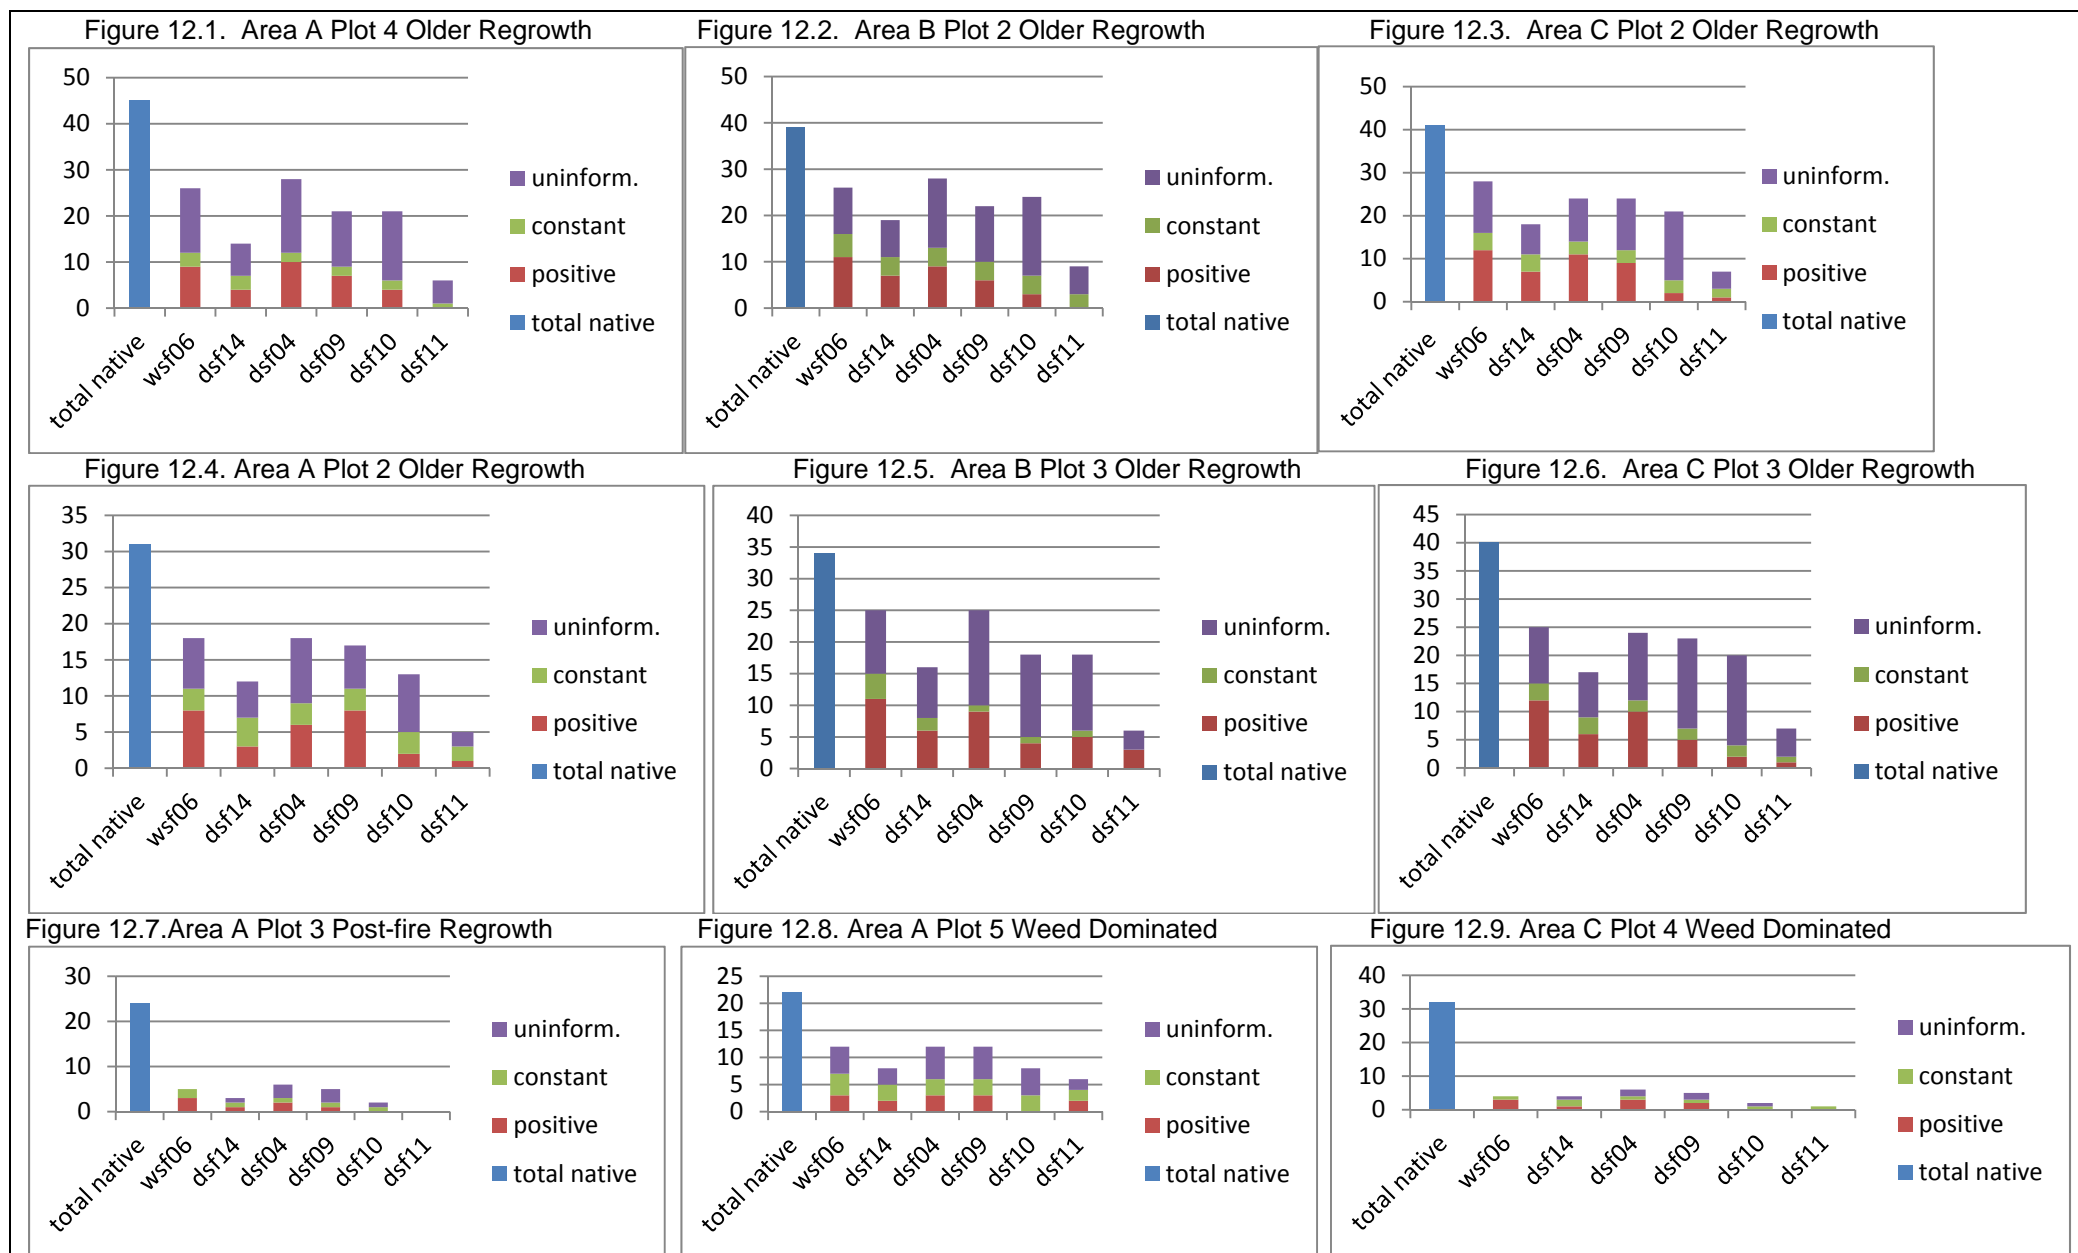 Figure 12.1. Area A Plot 4 Older Regrowth
50
40
30
20
10
0
total native
wsf06
dsf14
dsf04
dsf09
dsf10
dsf11
uninform.
constant
positive
total native
Figure 12.2. Area B Plot 2 Older Regrowth
50
40
30
20
10
0
total native
wsf06
dsf14
dsf04
dsf09
dsf10
dsf11
uninform.
constant
positive
total native
Figure 12.3. Area C Plot 2 Older Regrowth
50
40
30
20
10
0
total native
wsf06
dsf14
dsf04
dsf09
dsf10
dsf11
uninform.
constant
positive
total native
Figure 12.4. Area A Plot 2 Older Regrowth
35
30
25
20
15
10
5
0
total native
wsf06
dsf14
dsf04
dsf09
dsf10
dsf11
uninform.
constant
positive
total native
Figure 12.5. Area B Plot 3 Older Regrowth
40
35
30
25
20
15
10
5
0
total native
wsf06
dsf14
dsf04
dsf09
dsf10
dsf11
uninform.
constant
positive
total native
Figure 12.6. Area C Plot 3 Older Regrowth
45
40
35
30
25
20
15
10
5
0
total native
wsf06
dsf14
dsf04
dsf09
dsf10
dsf11
uninform.
constant
positive
total native
Figure 12.7.Area A Plot 3 Post-fire Regrowth
30
20
10
0
total native
wsf06
dsf14
dsf04
dsf09
dsf10
dsf11
uninform.
constant
positive
total native
Figure 12.8. Area A Plot 5 Weed Dominated
25
20
15
10
5
0
total native
wsf06
dsf14
dsf04
dsf09
dsf10
dsf11
uninform.
constant
positive
total native
Figure 12.9. Area C Plot 4 Weed Dominated
40
30
20
10
0
total native
wsf06
dsf14
dsf04
dsf09
dsf10
dsf11
uninform.
constant
positive
total native